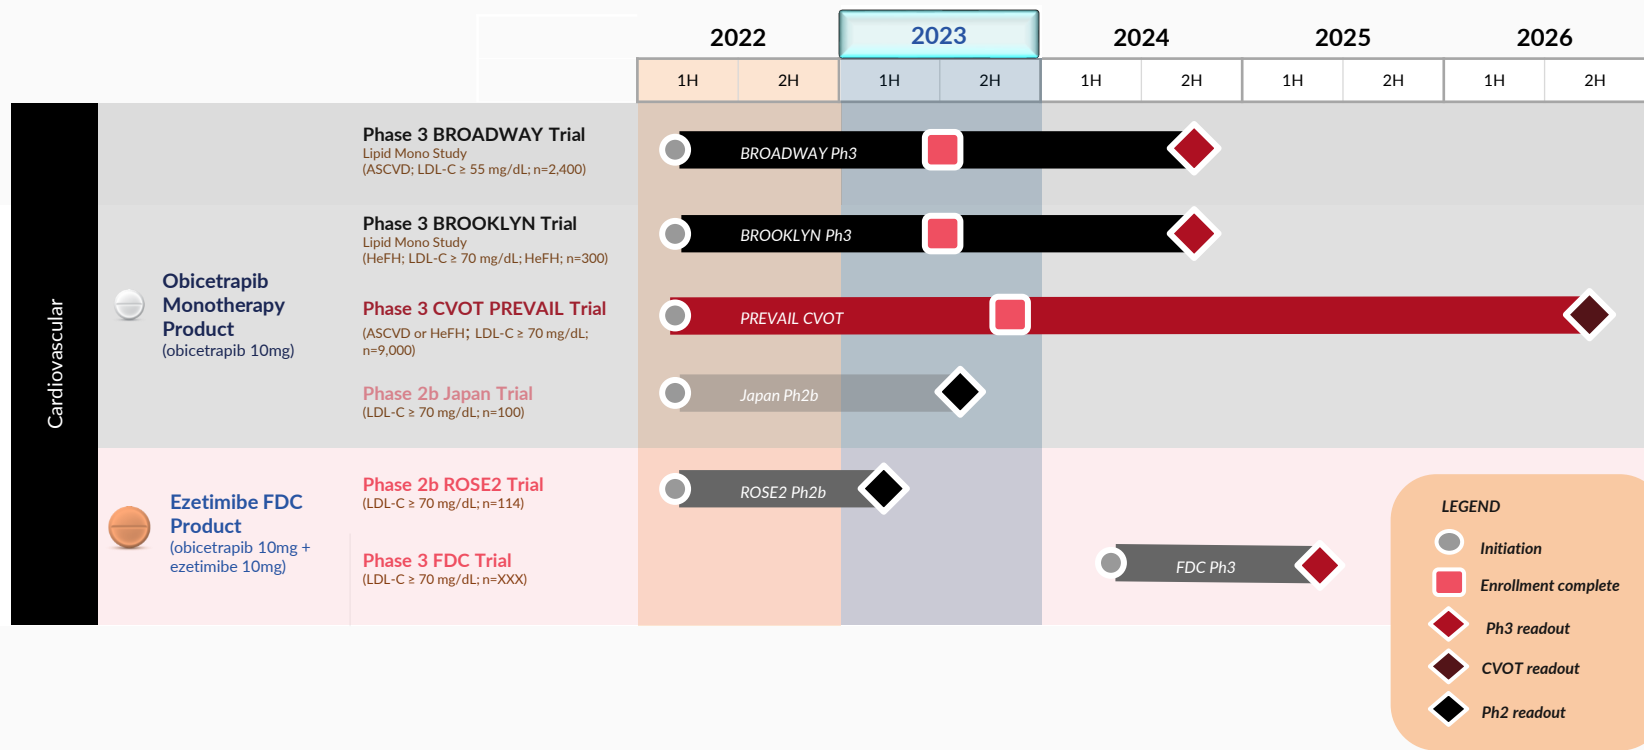 2022 2023 2024 2025 2026
1H 2H 1H 2H 1H 2H 1H 2H 1H 2H
Cardiovascular
Phase 3 BROADWAY Trial
Lipid Mono Study
(ASCVD; LDL-C ≥ 55 mg/dL; n=2,400)
BROADWAY Ph3
Phase 3 BROOKLYN Trial
Lipid Mono Study
(HeFH; LDL-C ≥ 70 mg/dL; HeFH; n=300)
BROOKLYN Ph3
Obicetrapib
Monotherapy
Product
(obicetrapib 10mg)
Phase 3 CVOT PREVAIL Trial
(ASCVD or HeFH; LDL-C ≥ 70 mg/dL;
n=9,000)
PREVAIL CVOT
Phase 2b Japan Trial
(LDL-C ≥ 70 mg/dL; n=100)
Japan Ph2b
Ezetimibe FDC
Product
(obicetrapib 10mg +
ezetimibe 10mg)
Phase 2b ROSE2 Trial
(LDL-C ≥ 70 mg/dL; n=114)
ROSE2 Ph2b
Phase 3 FDC Trial
(LDL-C ≥ 70 mg/dL; n=XXX)
FDC Ph3
LEGEND
Initiation
Enrollment complete
Ph3 readout
CVOT readout
Ph2 readout